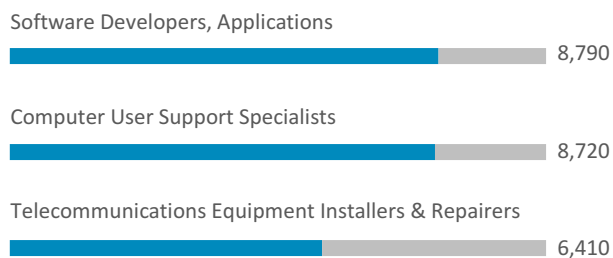 Software Developers, Applications
8,790
Computer User Support Specialists
8,720
Telecommunications Equipment Installers & Repairers
6,410